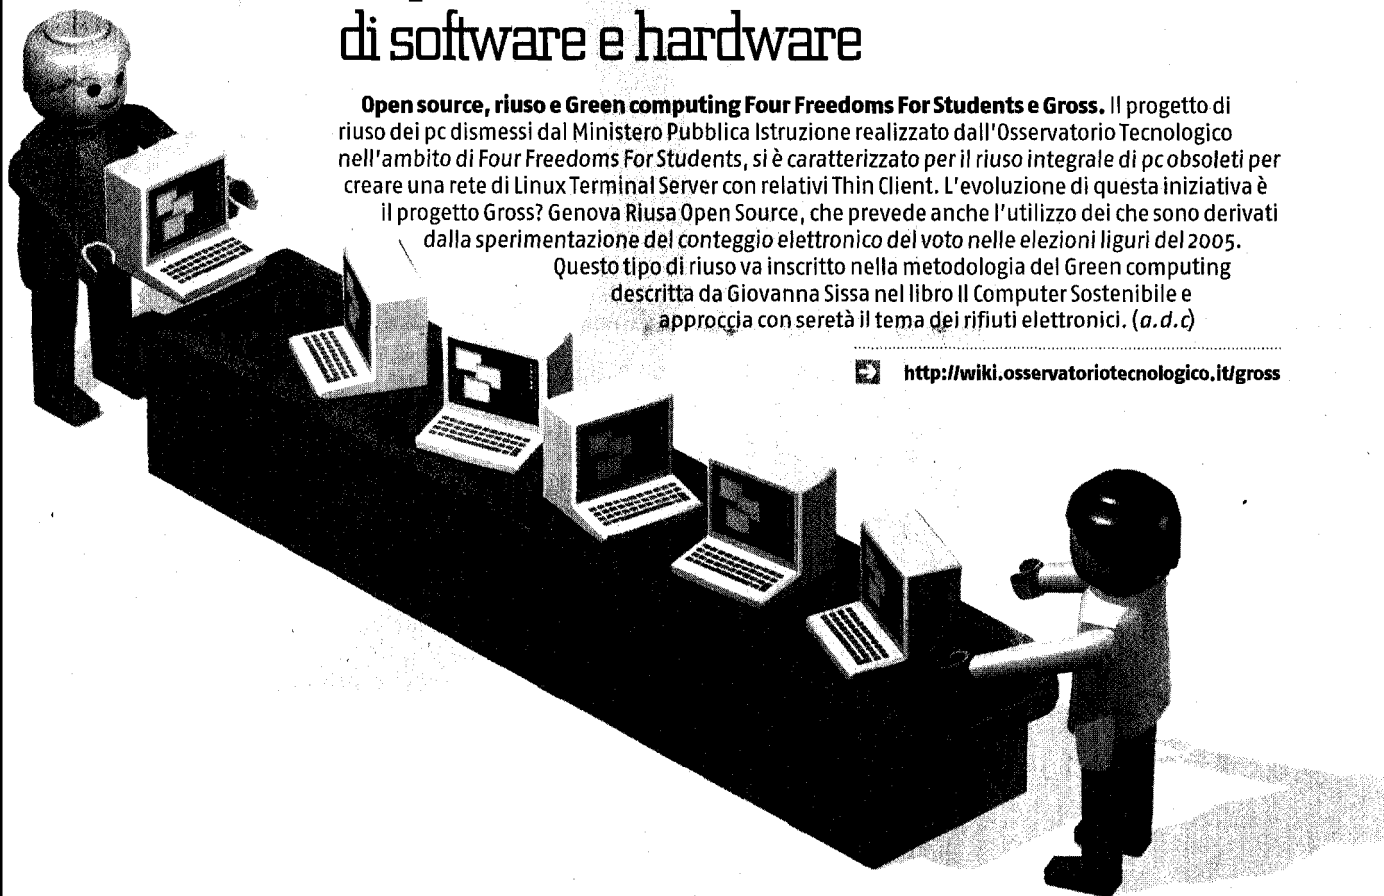 di software e hardware
Open source, riuso e Green computing Four Freedoms For Students e Gross. Il progetto di
riuso dei pc dismessi dal Ministero Pubblica Istruzione realizzato dall'Osservatorio Tecnologico
nell'ambito di Four Freedoms For Students, si è caratterizzato per il riuso integrale di pc obsoleti per
creare una rete di Linux Terminal Server con relativi Thin Client. L'evoluzione di questa iniziativa è
il progetto Gross? Genova Riusa Open Source, che prevede anche l'utilizzo dei che sono derivati
dalla sperimentazione del conteggio elettronico del voto nelle elezioni liguri del 2005.
Questo tipo di riuso va inscritto nella metodologia del Green computing
descritta da Giovanna Sissa nel libro Il Computer Sostenibile e
approccia con seretà il tema dei rifiuti elettronici. (a.d.c)
http://wiki.osservatoriotecnologico.it/gross